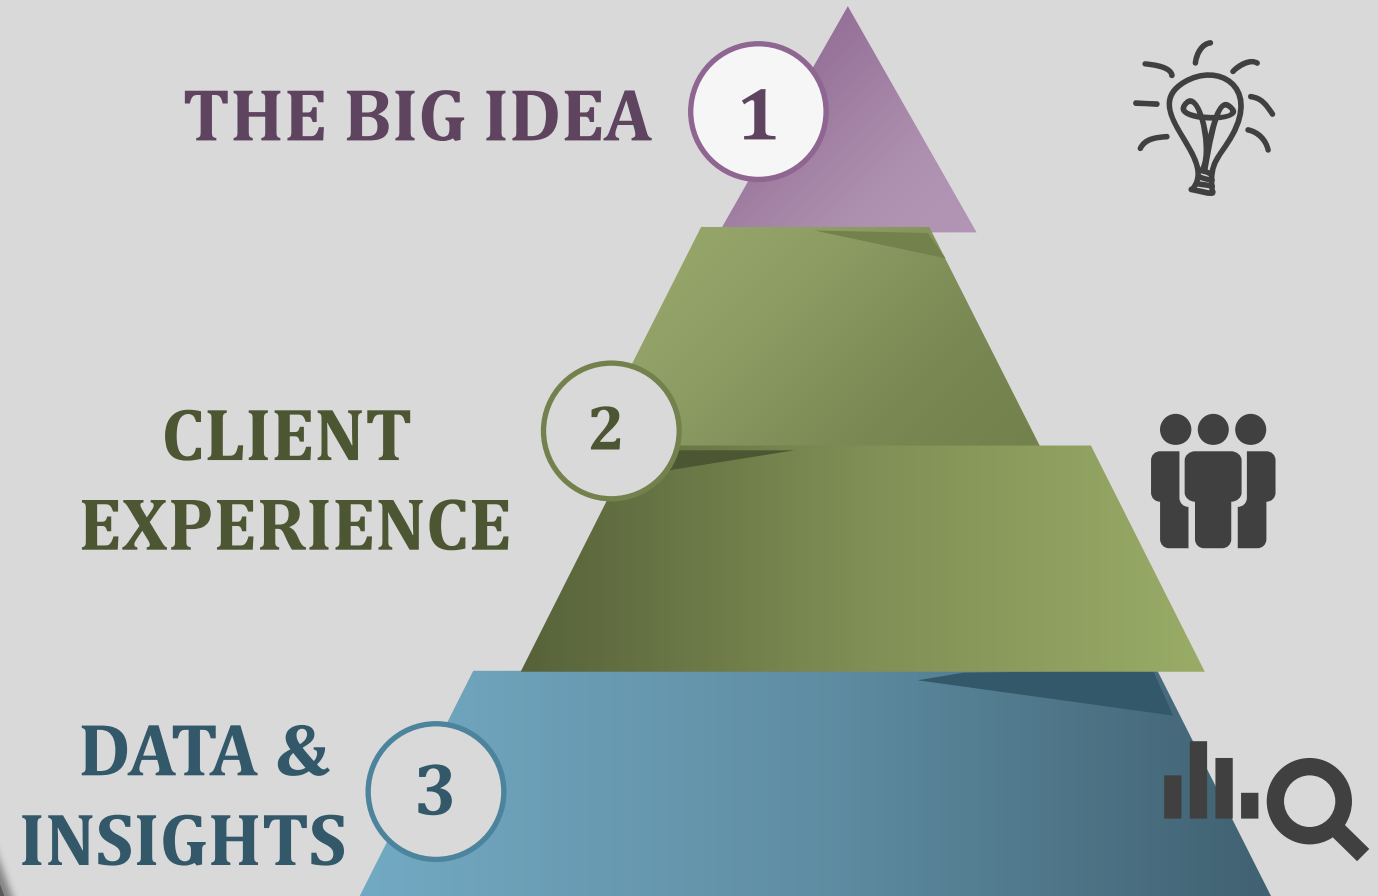 THE BIG IDEA
1
CLIENT
EXPERIENCE
2
DATA &
INSIGHTS
3